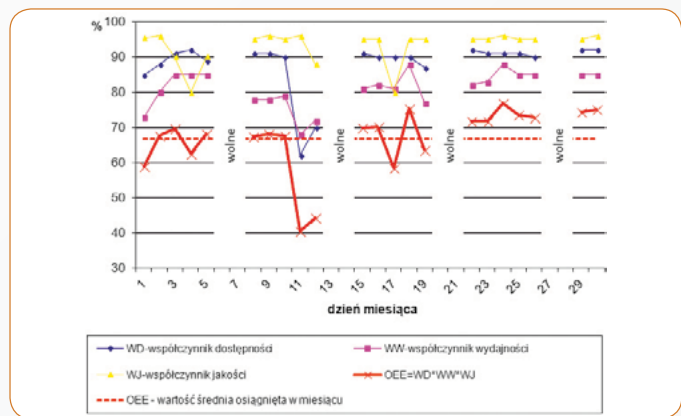 %
100
90
80
70
60
50
40
30
wolne
wolne
wolne
wolne
1
3
5
7
9
11
13
15
17
19
21
23
25
27
29
dzień miesiąca
WD-współczynnik dostępności
WW-współczynnik wydajności
WJ-współczynnik jakości
OEE=WD*WW*WJ
OEE - wartość średnia osiągnięta w miesiącu